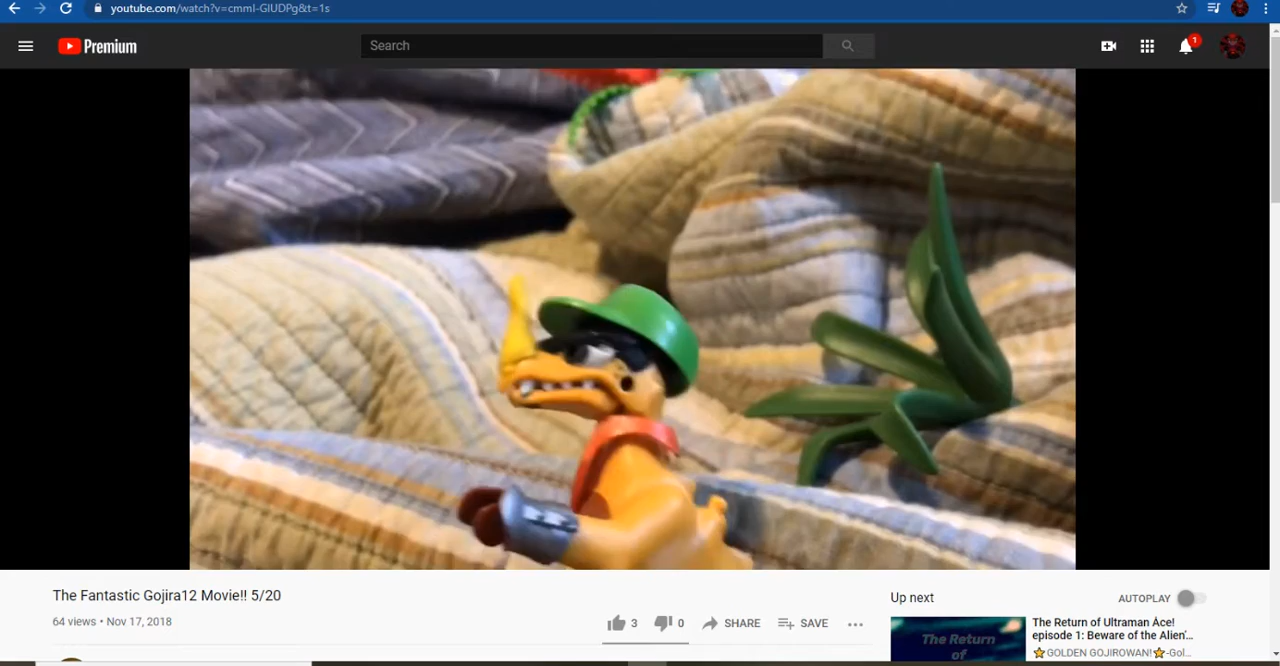 youtube.com/watch?v=cmmI-GIUDPg&t=1s
Premium
Search
1
The Fantastic Gojira12 Movie!! 5/20
64 views • Nov 17, 2018
3
0
SHARE
SAVE
Up next
AUTOPLAY
The Return of
The Return of Ultraman Ace!
episode 1: Beware of the Alien'...
⭐GOLDEN GOJIROWAN!⭐-Gol...